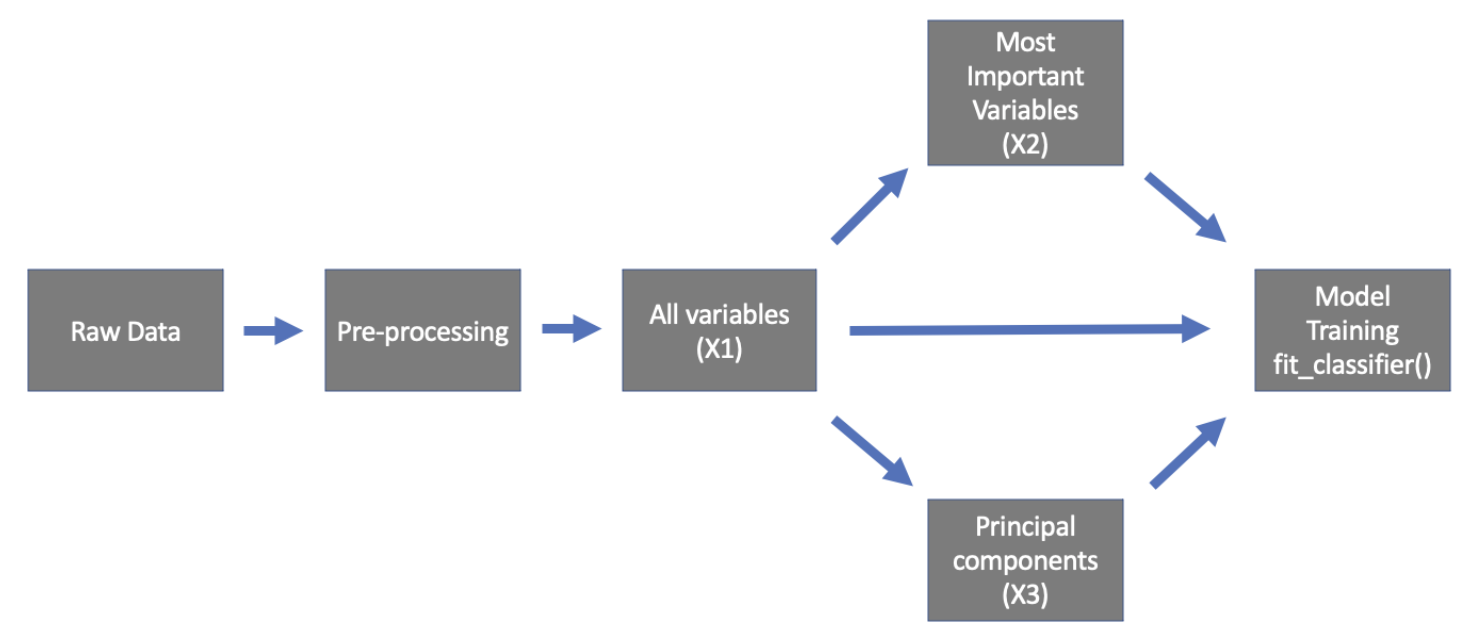 Raw Data
Pre-processing
All variables
(X1)
Most
Important
Variables
(X2)
Principal
components
(X3)
Model
Training
fit_classifier()